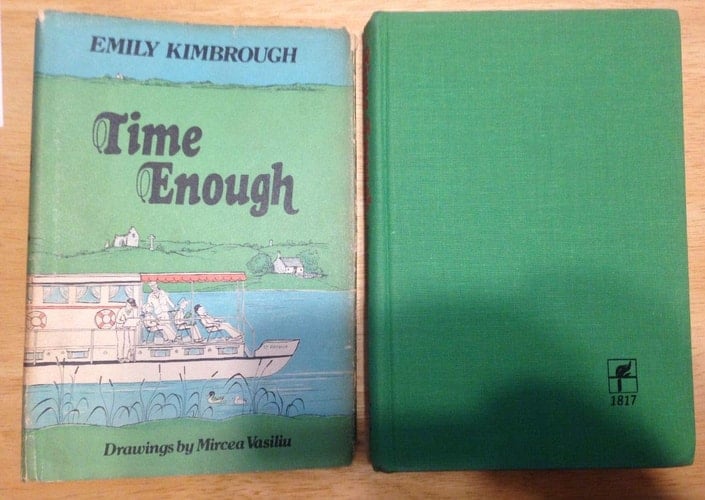 EMILY KIMBROUGH
Time
Enough
Drawings by Mircea Vasiliu
1817